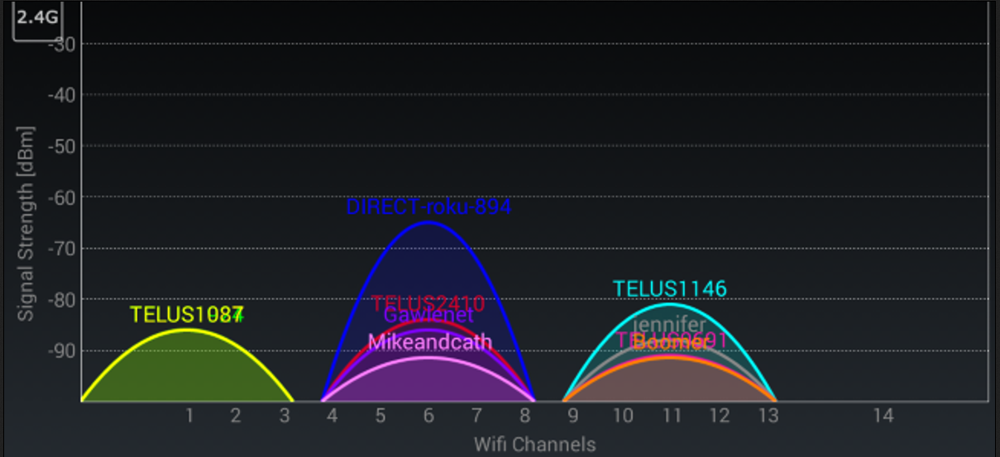 2.4G
-30
-40
-50
-60
-70
-80
-90
Signal Strength [dBm]
DIRECT-roku-894
TELUS1146
TELUS2410
TELUS1087
Gawlenet
jennifer
Mikeandcath
Boomer
1 2 3 4 5 6 7 8 9 10 11 12 13 14
Wifi Channels